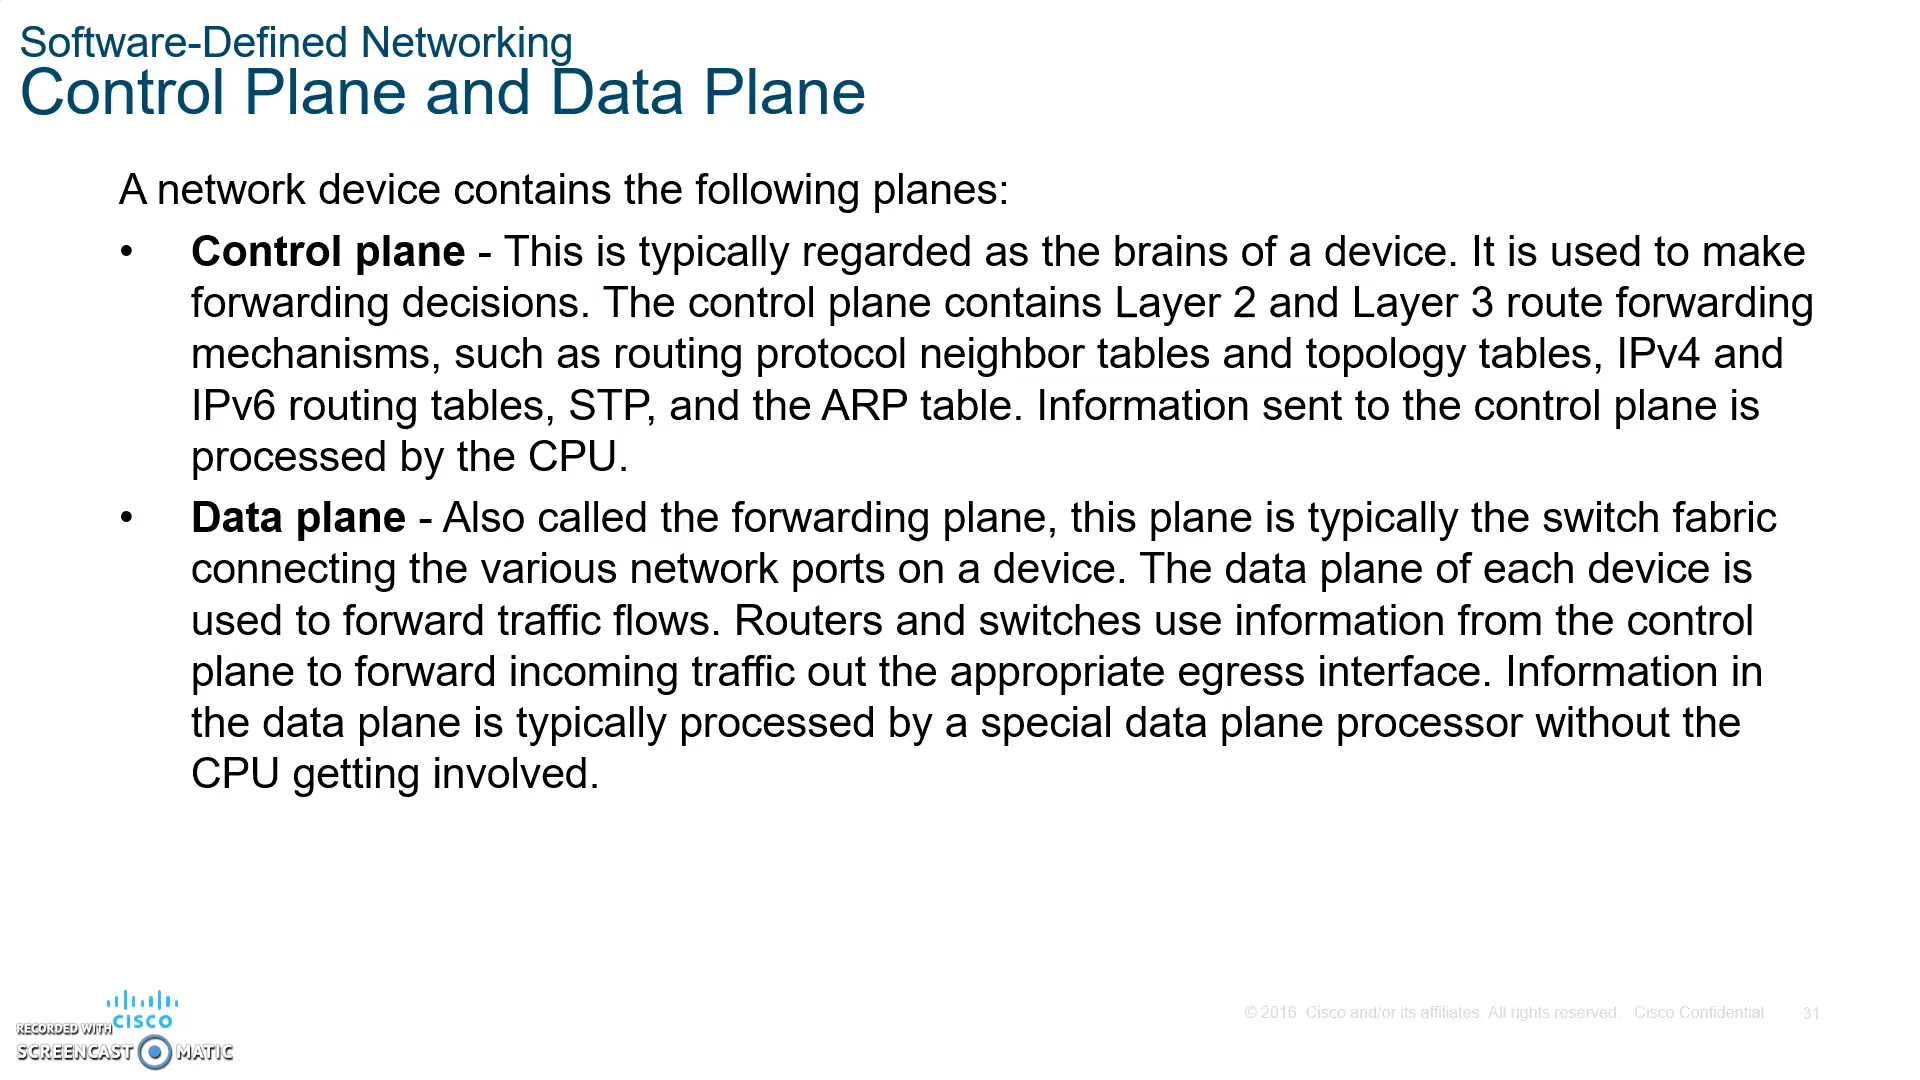 Software-Defined Networking
Control Plane and Data Plane
A network device contains the following planes:
• Control plane - This is typically regarded as the brains of a device. It is used to make
forwarding decisions. The control plane contains Layer 2 and Layer 3 route forwarding
mechanisms, such as routing protocol neighbor tables and topology tables, IPv4 and
IPv6 routing tables, STP, and the ARP table. Information sent to the control plane is
processed by the CPU.
• Data plane - Also called the forwarding plane, this plane is typically the switch fabric
connecting the various network ports on a device. The data plane of each device is
used to forward traffic flows. Routers and switches use information from the control
plane to forward incoming traffic out the appropriate egress interface. Information in
the data plane is typically processed by a special data plane processor without the
CPU getting involved.
CISCO
RECORDED WITH
SCREENCAST MATIC
© 2016 Cisco and/or its affiliates. All rights reserved. Cisco Confidential 31